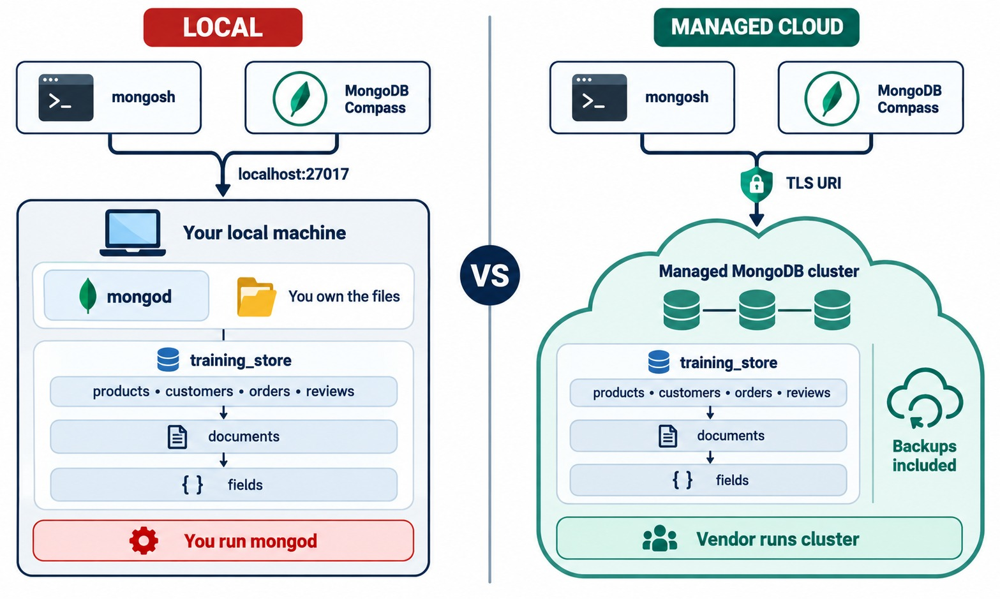 LOCAL
mongosh
MongoDB
Compass
localhost:27017
Your local machine
mongod
You own the files
training_store
products • customers • orders • reviews
documents
{ } fields
You run mongod
VS
MANAGED CLOUD
mongosh
MongoDB
Compass
TLS URI
Managed MongoDB cluster
training_store
products • customers • orders • reviews
documents
{ } fields
Backups
included
Vendor runs cluster